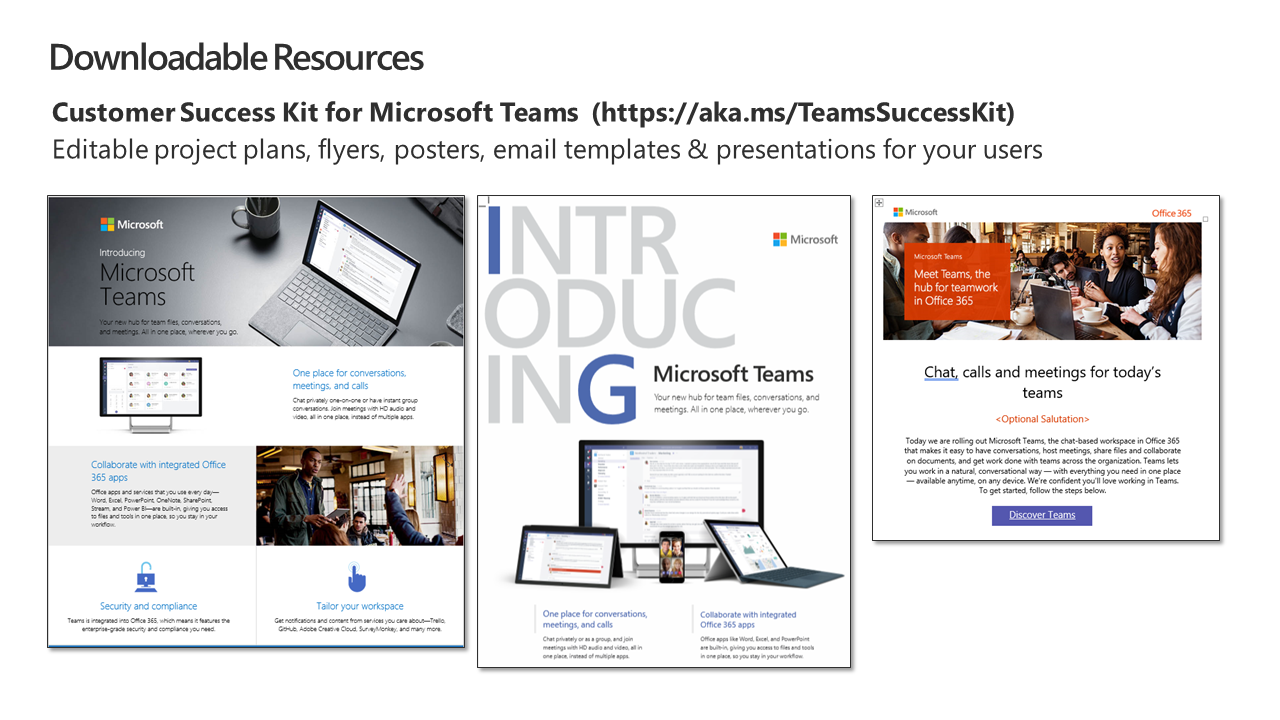 Downloadable Resources
Customer Success Kit for Microsoft Teams (https://aka.ms/TeamsSuccessKit)
Editable project plans, flyers, posters, email templates & presentations for your users
Microsoft
Introducing
Microsoft
Teams
Your new hub for team files, conversations,
and meetings. All in one place, wherever you go.
One place for conversations,
meetings, and calls
Chat privately one-on-one or have instant group
conversations. Join meetings with HD audio and
video, all in one place, instead of multiple apps.
Collaborate with integrated Office
365 apps
Office apps and services that you use every day—
Word, Excel, PowerPoint, OneNote, SharePoint,
Stream, and Power BI—are built-in, giving you access
to files and tools in one place, so you stay in your
workflow.
Security and compliance
Teams is integrated into Office 365, which means it features the
enterprise-grade security and compliance you need.
Tailor your workspace
Get notifications and content from services you care about—Trello,
GitHub, Adobe Creative Cloud, SurveyMonkey, and many more.
INTR
ODUC
ING
Microsoft
Microsoft Teams
Your new hub for team files, conversations, and
meetings. All in one place, wherever you go.
One place for conversations,
meetings, and calls
Chat privately or as a group, and join
meetings with HD audio and video, all in
one place, instead of multiple apps.
Collaborate with integrated
Office 365 apps
Office apps like Word, Excel, and PowerPoint
are built-in, giving you access to files and tools
in one place, so you stay in your workflow.
Microsoft
Office 365
Microsoft Teams
Meet Teams, the
hub for teamwork
in Office 365
Chat, calls and meetings for today's
teams
<Optional Salutation>
Today we are rolling out Microsoft Teams, the chat-based workspace in Office 365
that makes it easy to have conversations, host meetings, share files and collaborate
on documents, and get work done with teams across the organization. Teams lets
you work in a natural, conversational way — with everything you need in one place
— available anytime, on any device. We're confident you'll love working in Teams.
To get started, follow the steps below.
Discover Teams